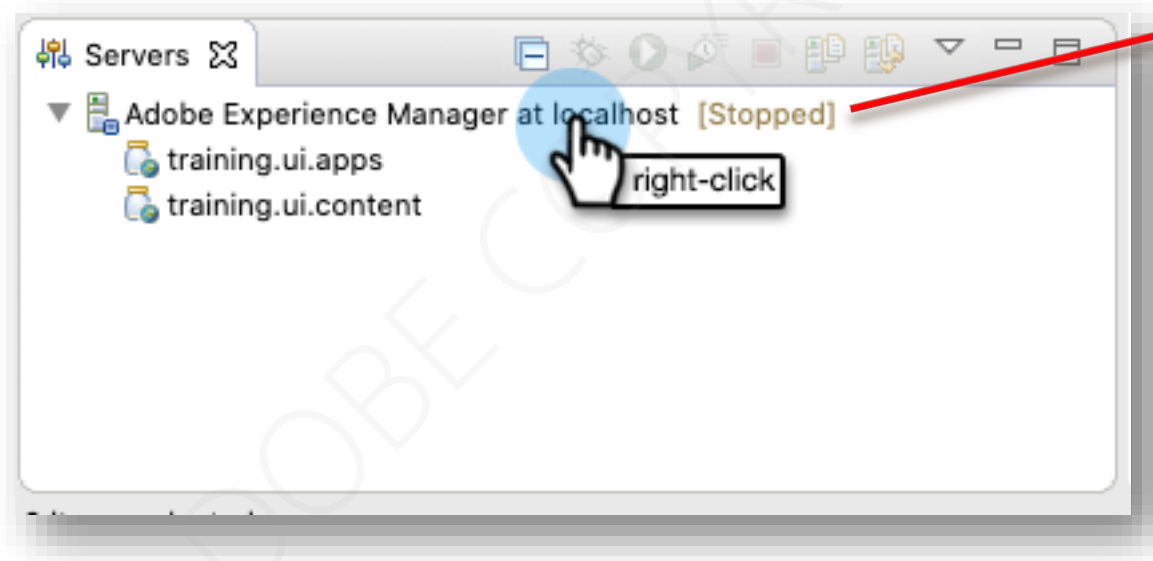 Servers
Adobe Experience Manager at localhost [Stopped]
right-click
training.ui.apps
training.ui.content